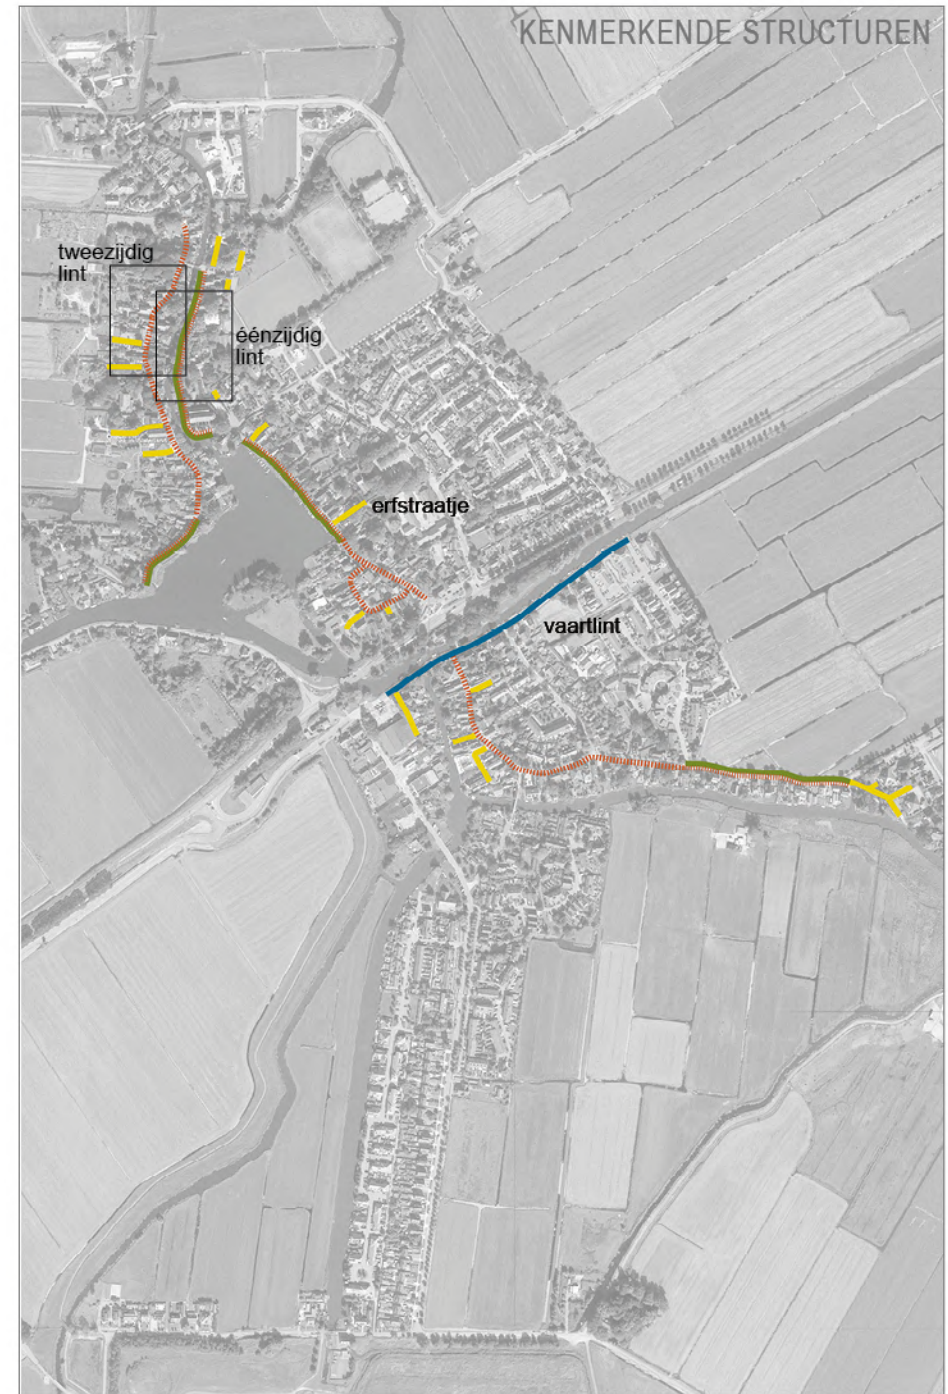 KENMERKENDE STRUCTUREN
tweezijdig
lint
éénzijdig
lint
erfstraatje
vaartlint